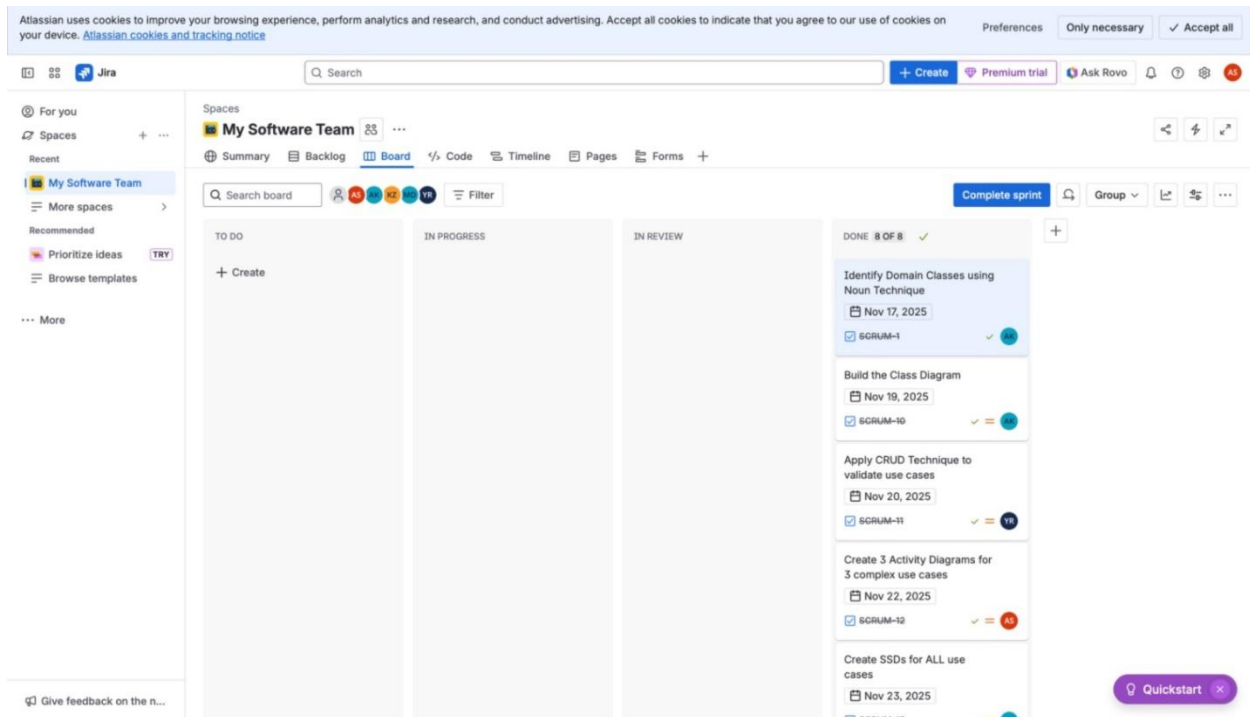 Atlassian uses cookies to improve your browsing experience, perform analytics and research, and conduct advertising. Accept all cookies to indicate that you agree to our use of cookies on
your device. Atlassian cookies and tracking notice
Preferences
Only necessary
Accept all
Jira
Search
+ Create
Premium trial
Ask Rovo
AS
For you
Spaces
Recent
My Software Team
More spaces
Recommended
Prioritize ideas
TRY
Browse templates
More
Give feedback on the n...
Spaces
My Software Team
Summary
Backlog
Board
Code
Timeline
Pages
Forms
Search board
AS
AK
KZ
MD
YR
Filter
Complete sprint
Group
TO DO
+ Create
IN PROGRESS
IN REVIEW
DONE 8 OF 8
Identify Domain Classes using
Noun Technique
Nov 17, 2025
SCRUM-1
AK
Build the Class Diagram
Nov 19, 2025
SCRUM-10
AK
Apply CRUD Technique to
validate use cases
Nov 20, 2025
SCRUM-11
YR
Create 3 Activity Diagrams for
3 complex use cases
Nov 22, 2025
SCRUM-12
AS
Create SSDs for ALL use
cases
Nov 23, 2025
Quickstart